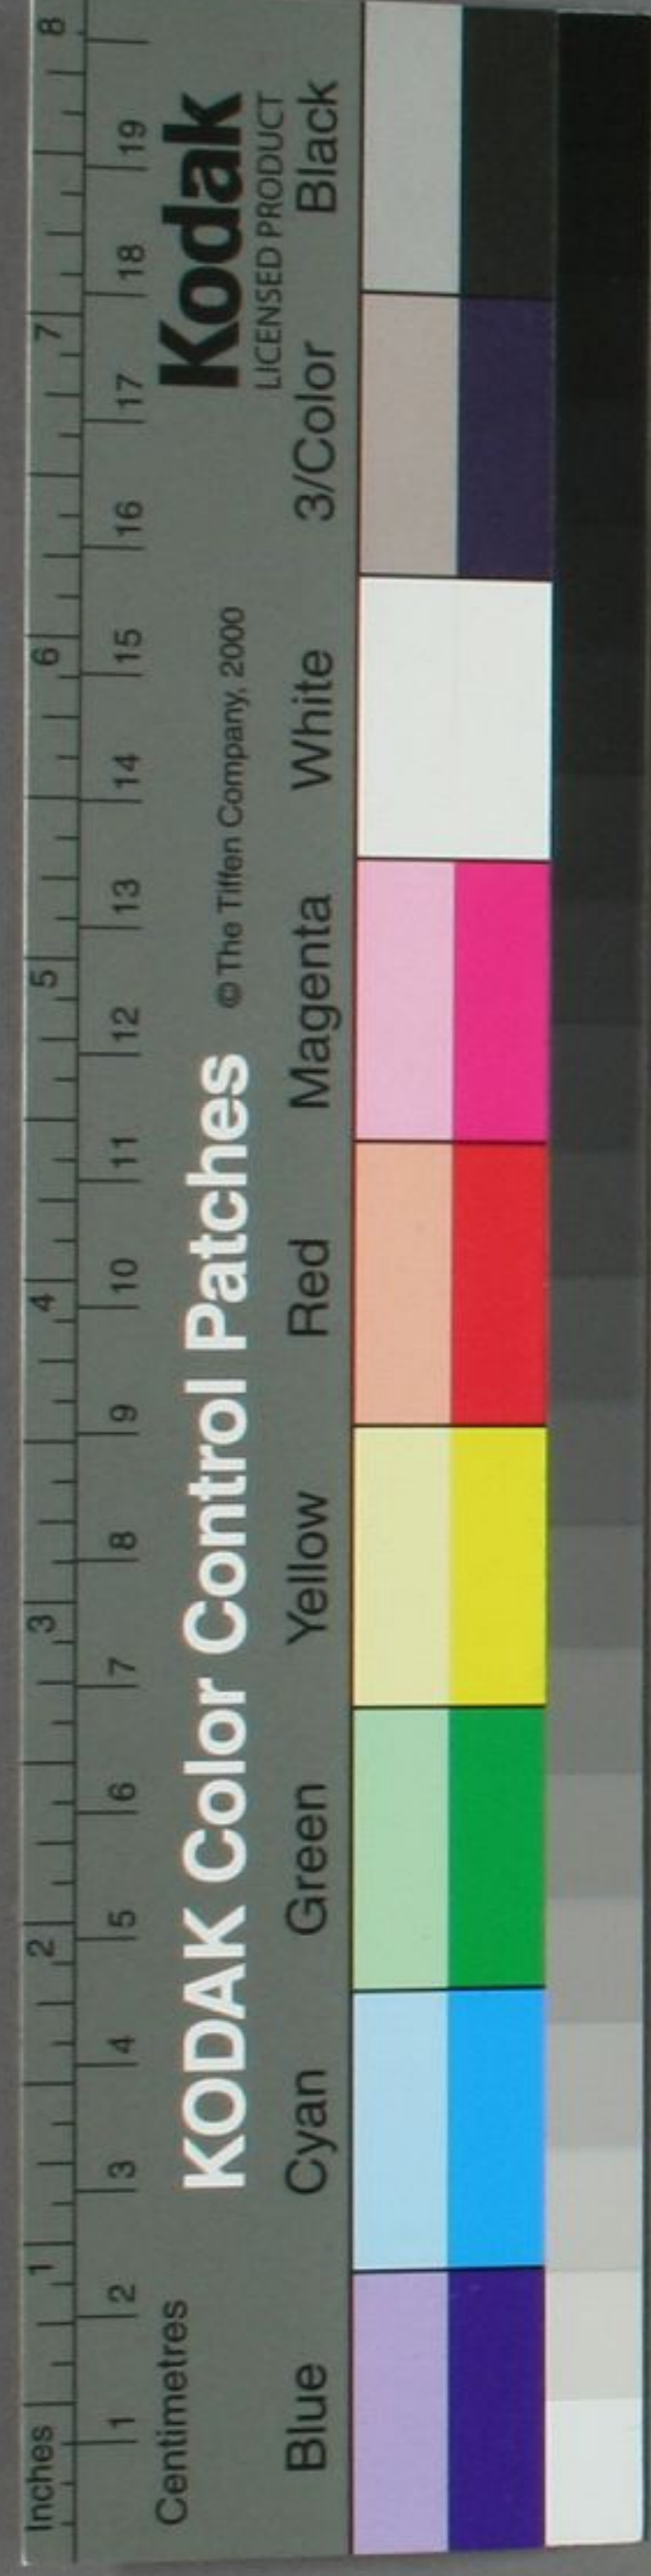 Inches 1 2 3 4 5 6 7 8
1 2 3 4 5 6 7 8 9 10 11 12 13 14 15 16 17 18 19
Centimetres
KODAK Color Control Patches © The Tiffen Company, 2000
Kodak
LICENSED PRODUCT
Blue Cyan Green Yellow Red Magenta White 3/Color Black